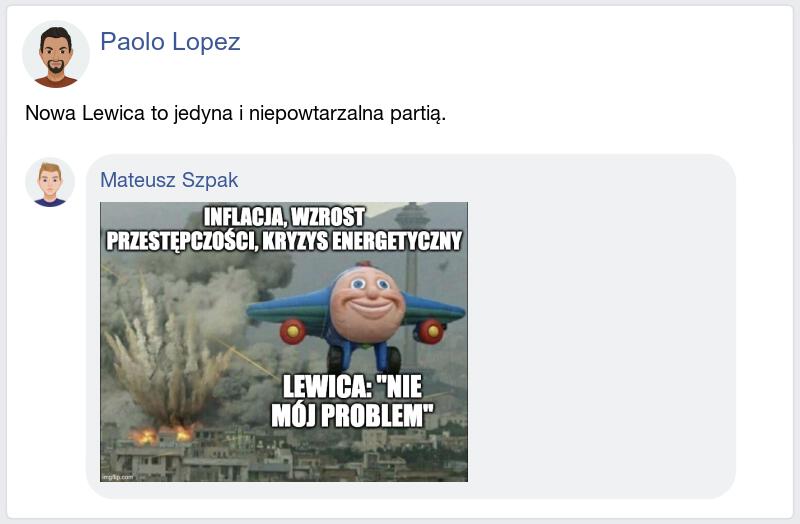 Paolo Lopez
Nowa Lewica to jedyna i niepowtarzalna partią.
Mateusz Szpak
INFLACJA, WZROST
PRZESTĘPCZOŚCI, KRYZYS ENERGETYCZNY
LEWICA: "NIE
MÓJ PROBLEM"
imgflip.com